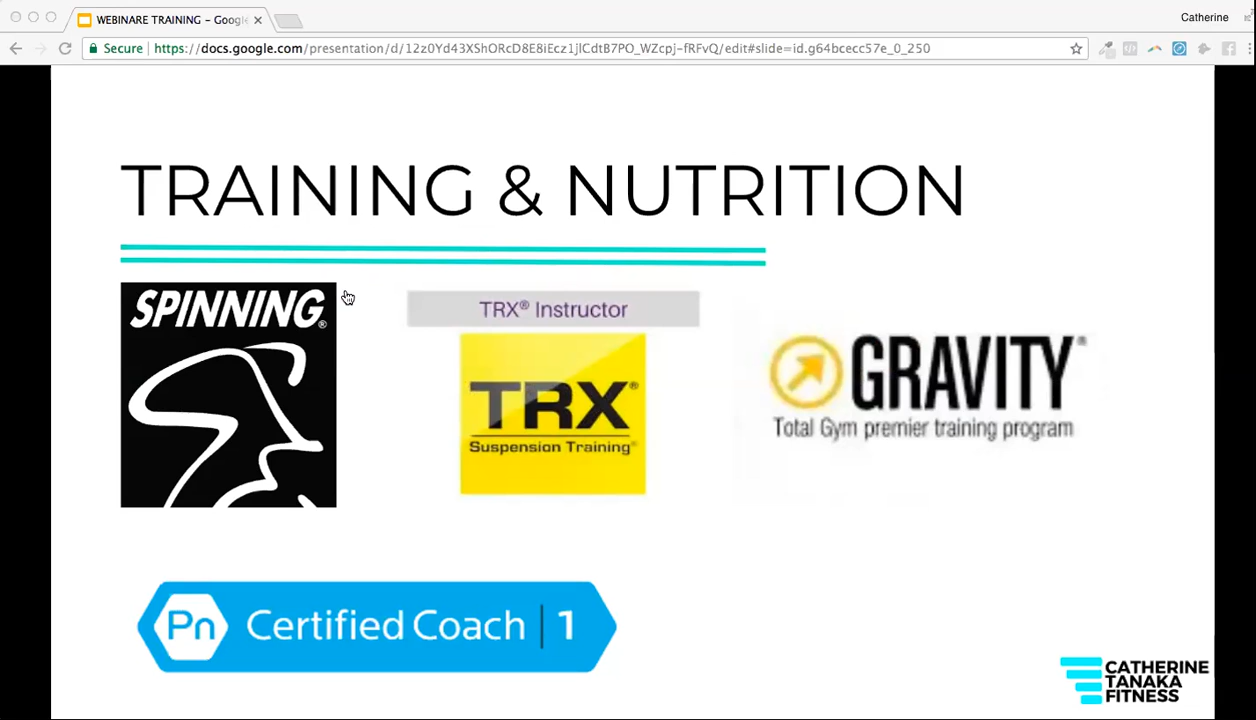 WEBINARE TRAINING - Google
Catherine
Secure
https://docs.google.com/presentation/d/12z0Yd43XShORcD8E8iEcz1jlCdtB7PO_WZcpj-fRFvQ/edit#slide=id.g64bcecc57e_0_250
TRAINING & NUTRITION
SPINNING®
TRX® Instructor
TRX®
Suspension Training®
GRAVITY®
Total Gym premier training program
Pn Certified Coach | 1
CATHERINE
TANAKA
FITNESS